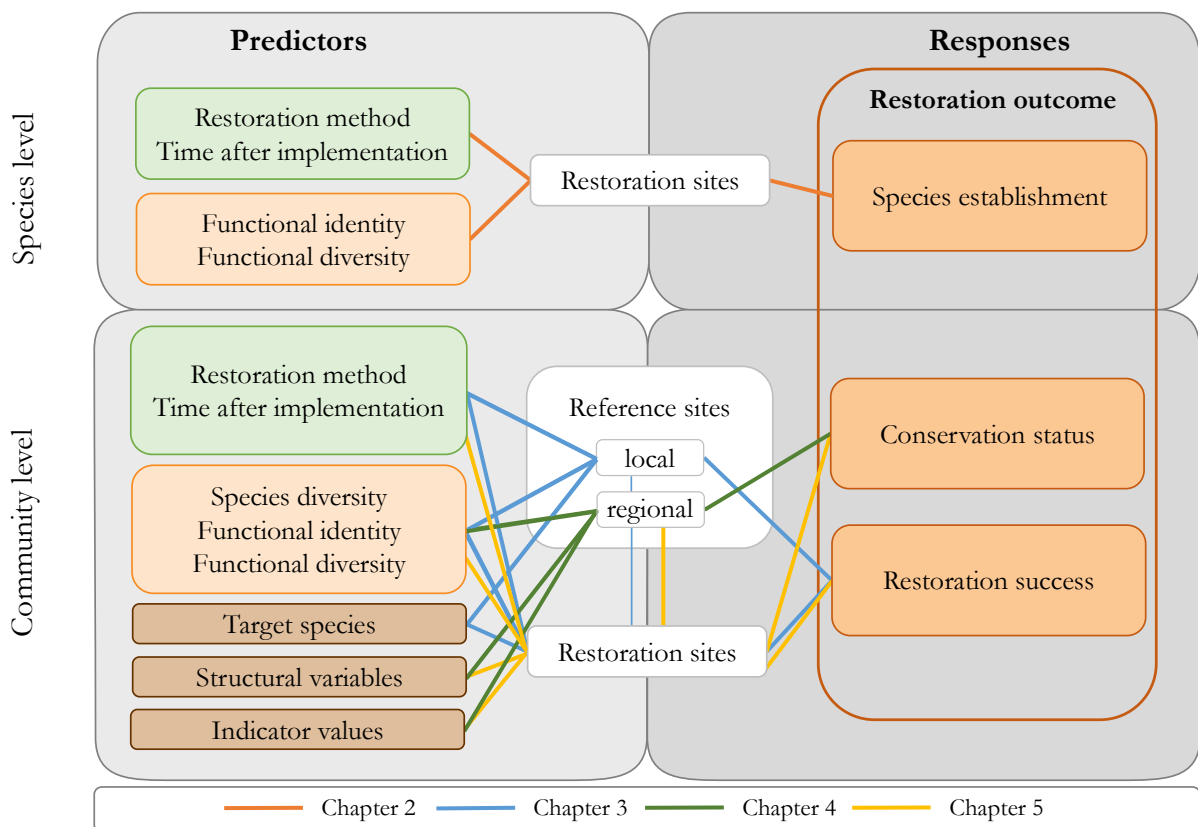 Predictors
Responses
Species level
Restoration method
Time after implementation
Functional identity
Functional diversity
Restoration sites
Restoration outcome
Species establishment
Community level
Restoration method
Time after implementation
Species diversity
Functional identity
Functional diversity
Target species
Structural variables
Indicator values
Reference sites
local
regional
Restoration sites
Conservation status
Restoration success
Chapter 2
Chapter 3
Chapter 4
Chapter 5